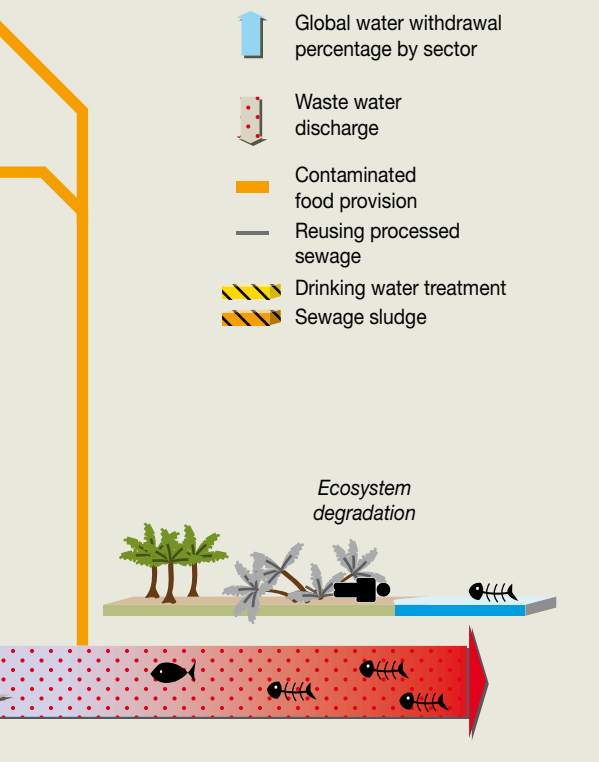 Global water withdrawal
percentage by sector
Waste water
discharge
Contaminated
food provision
Reusing processed
sewage
Drinking water treatment
Sewage sludge
Ecosystem
degradation